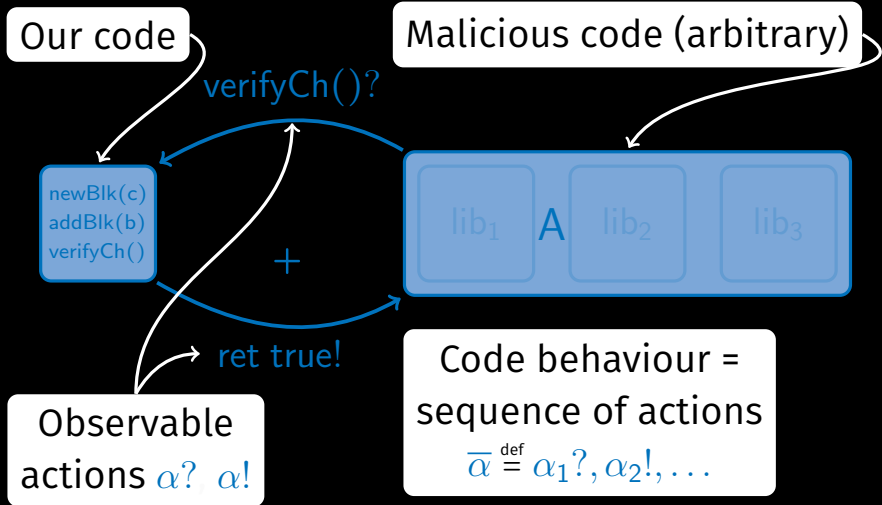 Our code
Malicious code (arbitrary)
verifyCh()?
newBlk(c)
addBlk(b)
verifyCh()
lib₁ A lib₂ lib₃
+
ret true!
Observable
actions α?, α!
Code behaviour =
sequence of actions
α̅ ≝ α₁?, α₂!, …